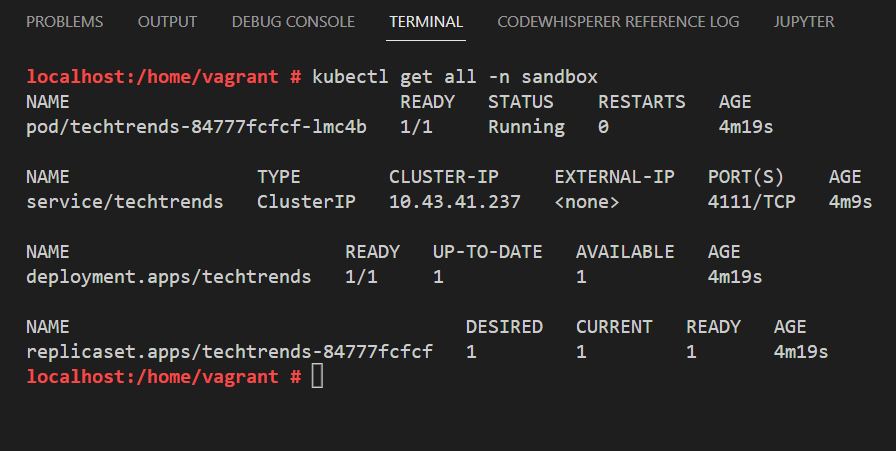 PROBLEMS OUTPUT DEBUG CONSOLE TERMINAL CODEWHISPERER REFERENCE LOG JUPYTER
localhost:/home/vagrant # kubectl get all -n sandbox
NAME READY STATUS RESTARTS AGE
pod/techtrends-84777fcfcf-lmc4b 1/1 Running 0 4m19s
NAME TYPE CLUSTER-IP EXTERNAL-IP PORT(S) AGE
service/techtrends ClusterIP 10.43.41.237 <none> 4111/TCP 4m9s
NAME READY UP-TO-DATE AVAILABLE AGE
deployment.apps/techtrends 1/1 1 1 4m19s
NAME DESIRED CURRENT READY AGE
replicaset.apps/techtrends-84777fcfcf 1 1 1 4m19s
localhost:/home/vagrant #